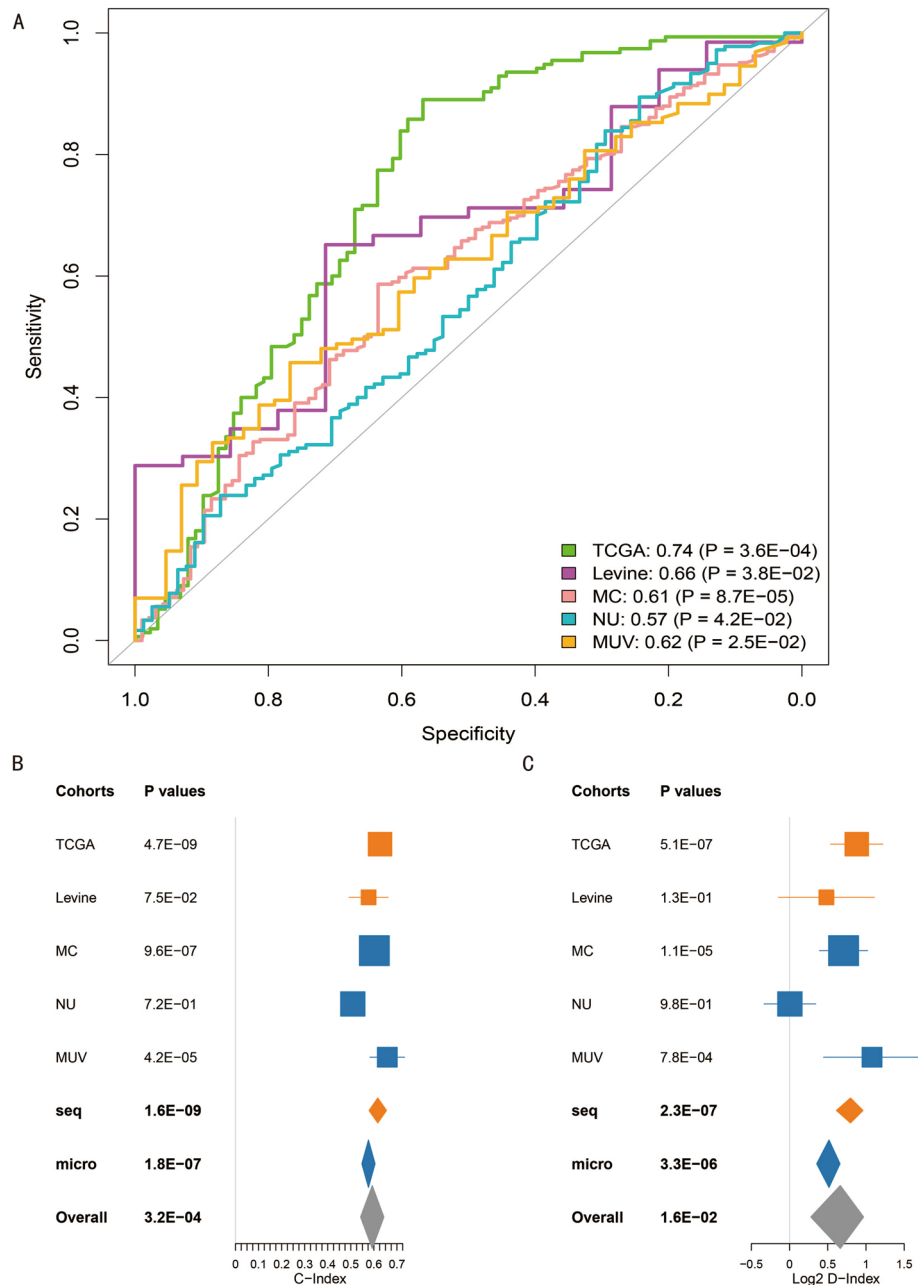 A
1.0
0.8
0.6
0.4
0.2
0.0
Sensitivity
TCGA: 0.74 (P = 3.6E−04)
Levine: 0.66 (P = 3.8E−02)
MC: 0.61 (P = 8.7E−05)
NU: 0.57 (P = 4.2E−02)
MUV: 0.62 (P = 2.5E−02)
1.0 0.8 0.6 0.4 0.2 0.0
Specificity
B
Cohorts P values
TCGA 4.7E−09
Levine 7.5E−02
MC 9.6E−07
NU 7.2E−01
MUV 4.2E−05
seq 1.6E−09
micro 1.8E−07
Overall 3.2E−04
0 0.1 0.2 0.3 0.4 0.5 0.6 0.7
C-Index
C
Cohorts P values
TCGA 5.1E−07
Levine 1.3E−01
MC 1.1E−05
NU 9.8E−01
MUV 7.8E−04
seq 2.3E−07
micro 3.3E−06
Overall 1.6E−02
−0.5 0 0.5 1 1.5
Log2 D-Index